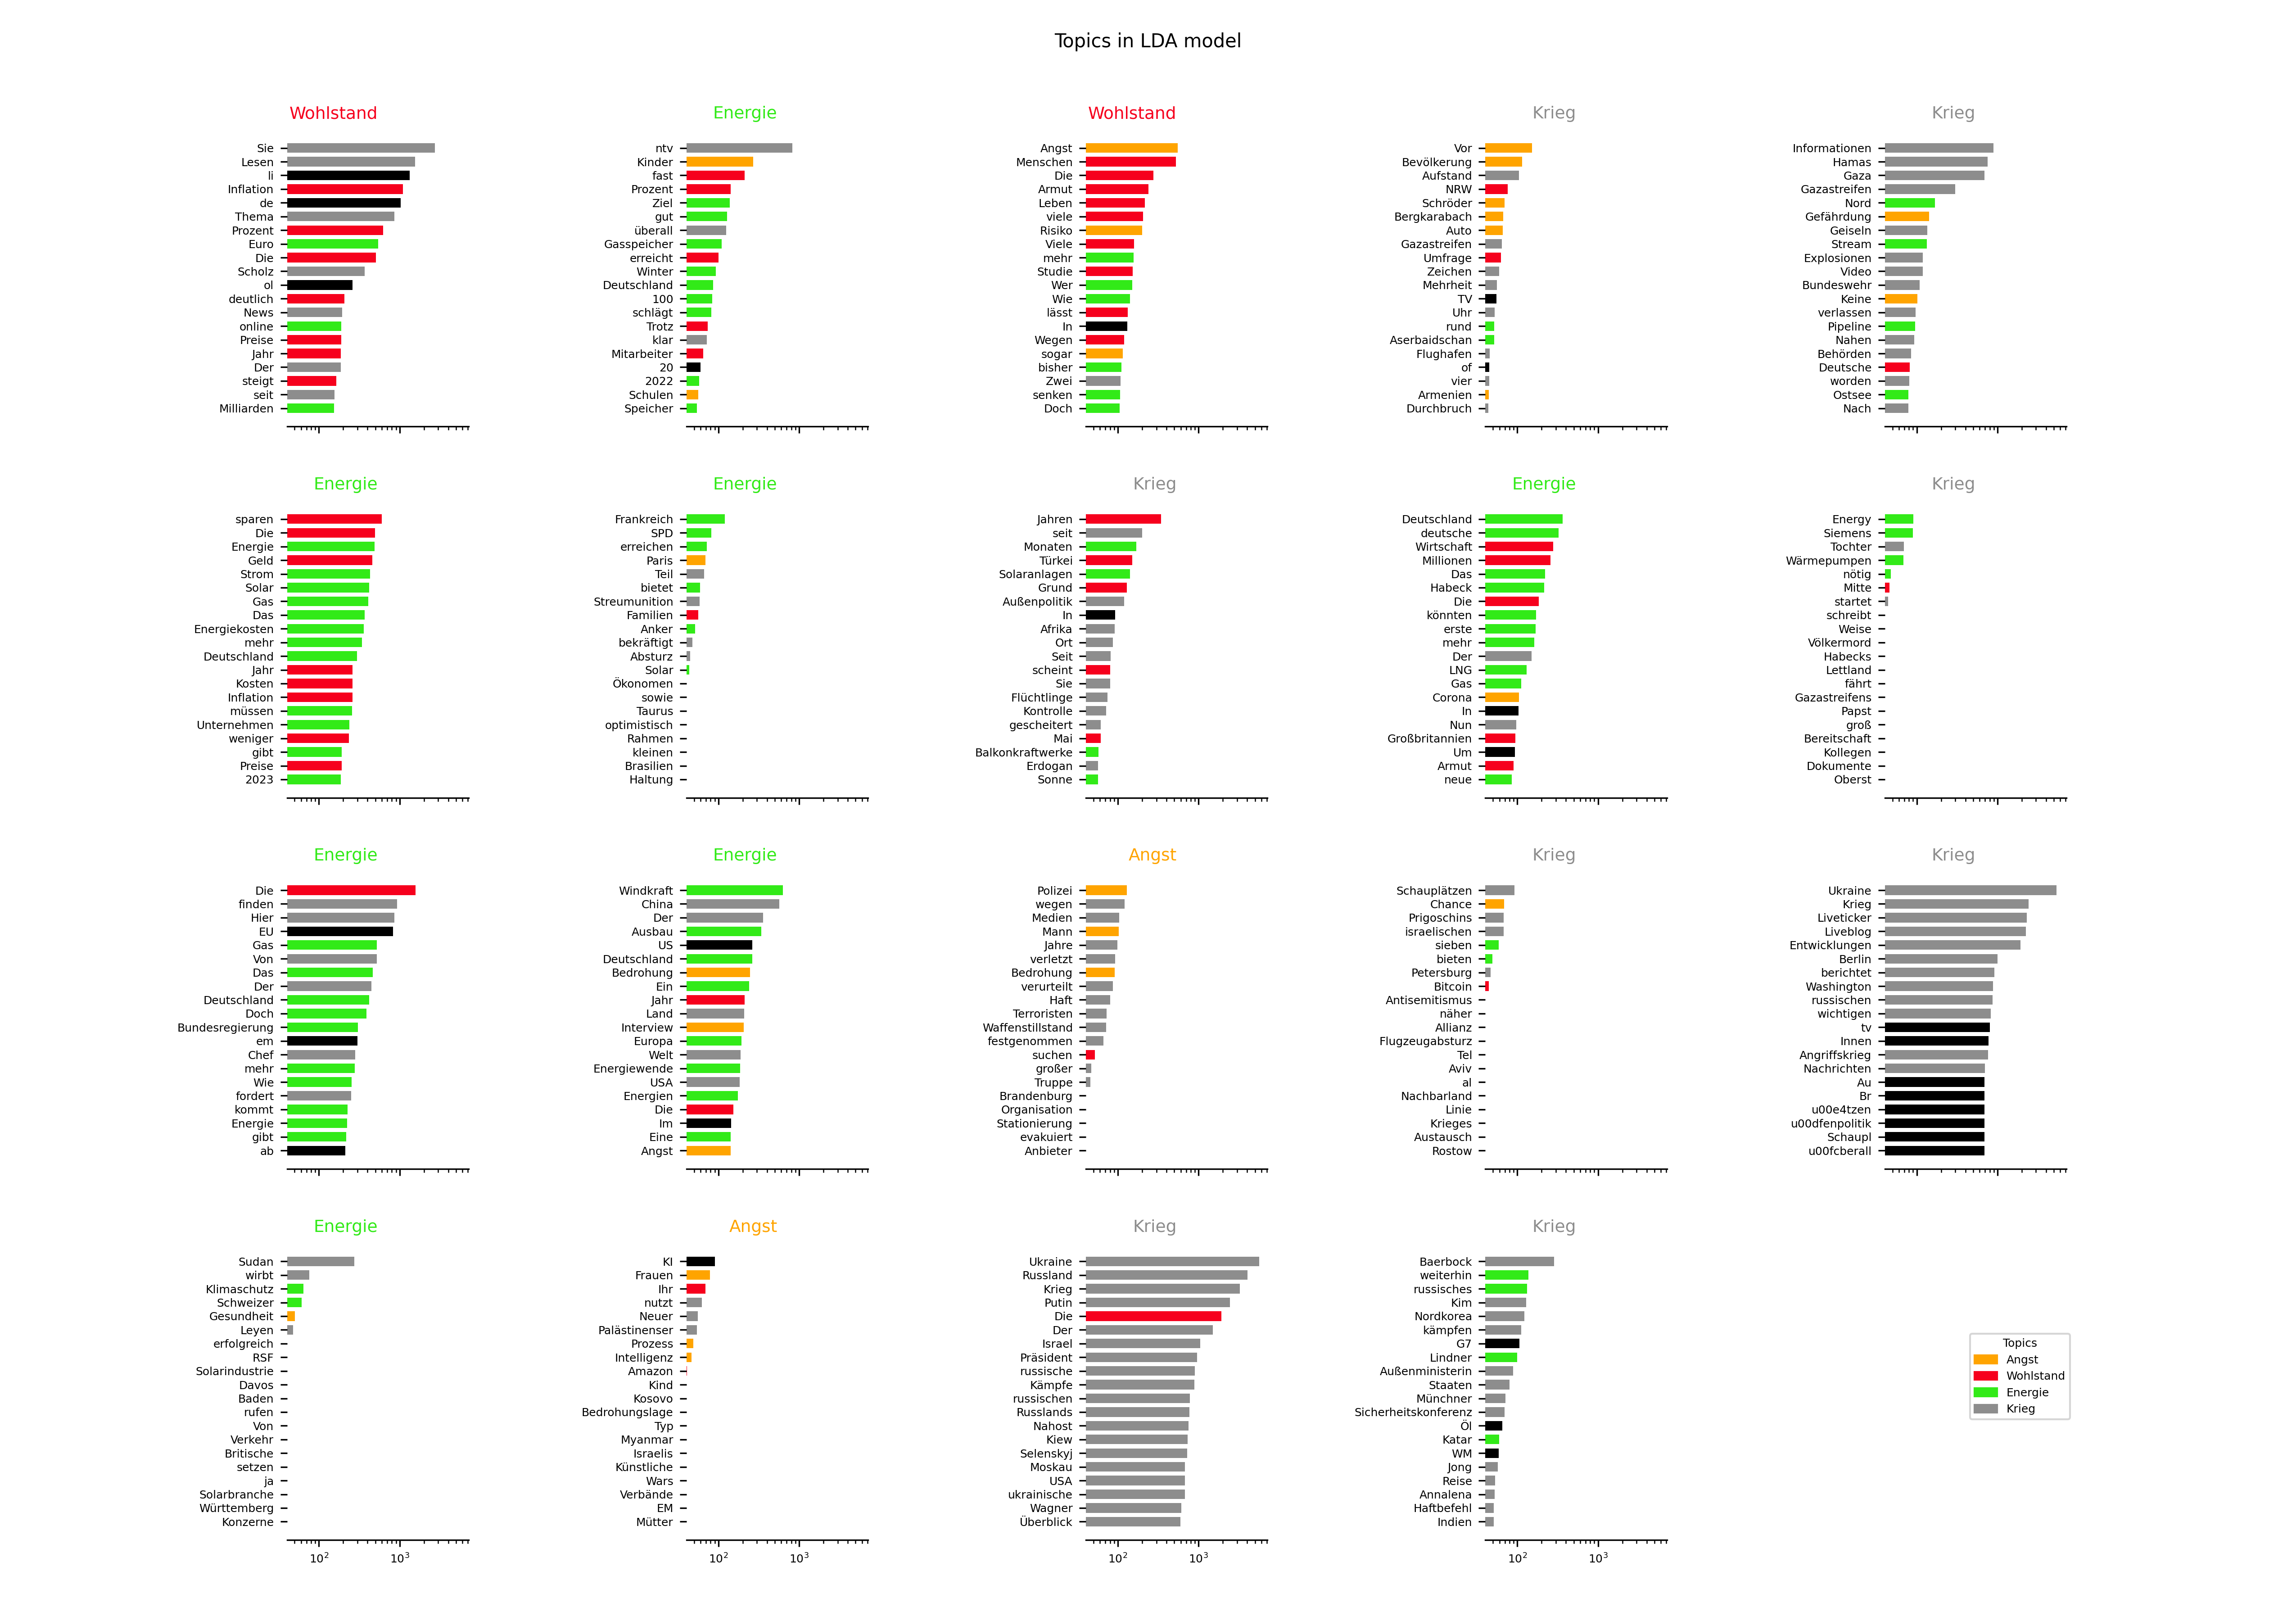 Topics in LDA model
Wohlstand
Sie
Lesen
li
Inflation
de
Thema
Prozent
Euro
Die
Scholz
ol
deutlich
News
online
Preise
Jahr
Der
steigt
seit
Milliarden
Energie
ntv
Kinder
fast
Prozent
Ziel
gut
überall
Gasspeicher
erreicht
Winter
Deutschland
100
schlägt
Trotz
klar
Mitarbeiter
20
2022
Schulen
Speicher
Wohlstand
Angst
Menschen
Die
Armut
Leben
viele
Risiko
Viele
mehr
Studie
Wer
Wie
lässt
In
Wegen
sogar
bisher
Zwei
senken
Doch
Krieg
Vor
Bevölkerung
Aufstand
NRW
Schröder
Bergkarabach
Auto
Gazastreifen
Umfrage
Zeichen
Mehrheit
TV
Uhr
rund
Aserbaidschan
Flughafen
of
vier
Armenien
Durchbruch
Krieg
Informationen
Hamas
Gaza
Gazastreifen
Nord
Gefährdung
Geiseln
Stream
Explosionen
Video
Bundeswehr
Keine
verlassen
Pipeline
Nahen
Behörden
Deutsche
worden
Ostsee
Nach
Energie
sparen
Die
Energie
Geld
Strom
Solar
Gas
Das
Energiekosten
mehr
Deutschland
Jahr
Kosten
Inflation
müssen
Unternehmen
weniger
gibt
Preise
2023
Energie
Frankreich
SPD
erreichen
Paris
Teil
bietet
Streumunition
Familien
Anker
bekräftigt
Absturz
Solar
Ökonomen
sowie
Taurus
optimistisch
Rahmen
kleinen
Brasilien
Haltung
Krieg
Jahren
seit
Monaten
Türkei
Solaranlagen
Grund
Außenpolitik
In
Afrika
Ort
Seit
scheint
Sie
Flüchtlinge
Kontrolle
gescheitert
Mai
Balkonkraftwerke
Erdogan
Sonne
Energie
Deutschland
deutsche
Wirtschaft
Millionen
Das
Habeck
Die
könnten
erste
mehr
Der
LNG
Gas
Corona
In
Nun
Großbritannien
Um
Armut
neue
Krieg
Energy
Siemens
Tochter
Wärmepumpen
nötig
Mitte
startet
schreibt
Weise
Völkermord
Habecks
Lettland
fährt
Gazastreifens
Papst
groß
Bereitschaft
Kollegen
Dokumente
Oberst
Energie
Die
finden
Hier
EU
Gas
Von
Das
Der
Deutschland
Doch
Bundesregierung
em
Chef
mehr
Wie
fordert
kommt
Energie
gibt
ab
Energie
Windkraft
China
Der
Ausbau
US
Deutschland
Bedrohung
Ein
Jahr
Land
Interview
Europa
Welt
Energiewende
USA
Energien
Die
Im
Eine
Angst
Angst
Polizei
wegen
Medien
Mann
Jahre
verletzt
Bedrohung
verurteilt
Haft
Terroristen
Waffenstillstand
festgenommen
suchen
großer
Truppe
Brandenburg
Organisation
Stationierung
evakuiert
Anbieter
Krieg
Schauplätzen
Chance
Prigoschins
israelischen
sieben
bieten
Petersburg
Bitcoin
Antisemitismus
näher
Allianz
Flugzeugabsturz
Tel
Aviv
al
Nachbarland
Linie
Krieges
Austausch
Rostow
Krieg
Ukraine
Krieg
Liveticker
Liveblog
Entwicklungen
Berlin
berichtet
Washington
russischen
wichtigen
tv
Innen
Angriffskrieg
Nachrichten
Au
Br
u00e4tzen
u00dfenpolitik
Schaupl
u00fcberall
Energie
Sudan
wirbt
Klimaschutz
Schweizer
Gesundheit
Leyen
erfolgreich
RSF
Solarindustrie
Davos
Baden
rufen
Von
Verkehr
Britische
setzen
ja
Solarbranche
Württemberg
Konzerne
10²
10³
Angst
KI
Frauen
Ihr
nutzt
Neuer
Palästinenser
Prozess
Intelligenz
Amazon
Kind
Kosovo
Bedrohungslage
Typ
Myanmar
Israelis
Künstliche
Wars
Verbände
EM
Mütter
10²
10³
Krieg
Ukraine
Russland
Krieg
Putin
Die
Der
Israel
Präsident
russische
Kämpfe
russischen
Russlands
Nahost
Kiew
Selenskyj
Moskau
USA
ukrainische
Wagner
Überblick
10²
10³
Krieg
Baerbock
weiterhin
russisches
Kim
Nordkorea
kämpfen
G7
Lindner
Außenministerin
Staaten
Münchner
Sicherheitskonferenz
Öl
Katar
WM
Jong
Reise
Annalena
Haftbefehl
Indien
10²
10³
Topics
Angst
Wohlstand
Energie
Krieg